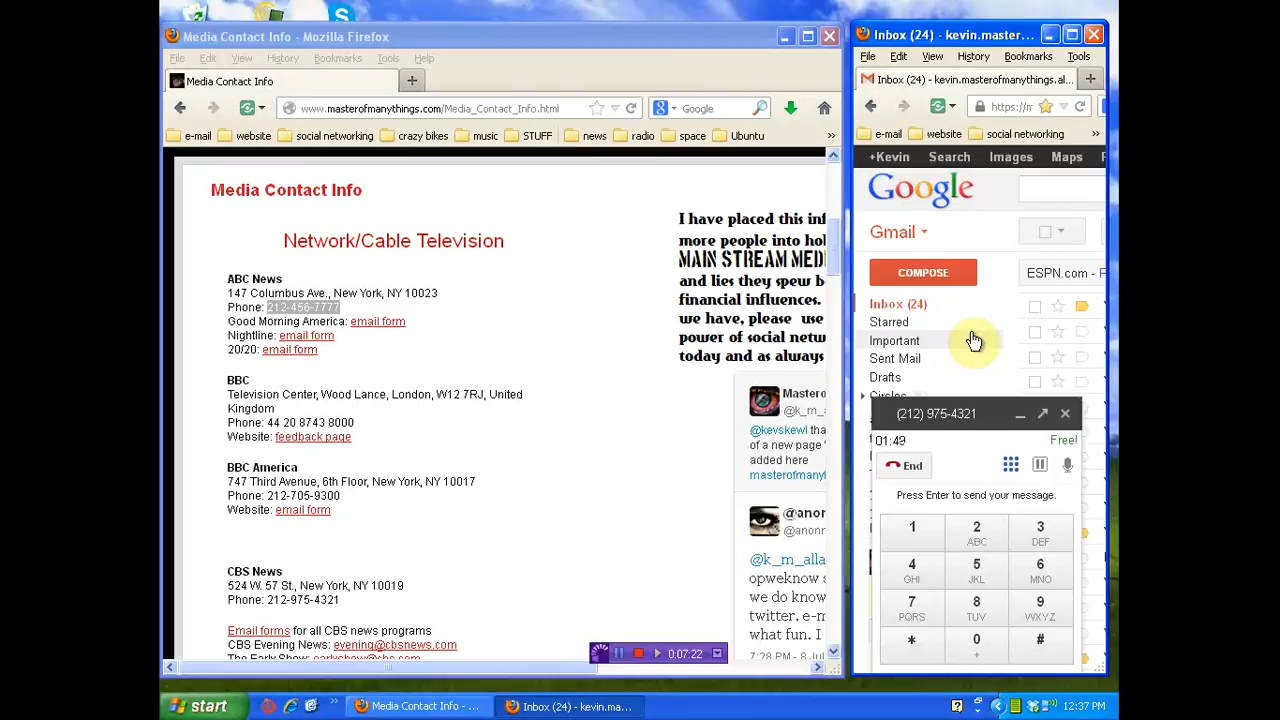 Media Contact Info - Mozilla Firefox
File Edit View History Bookmarks Tools Help
Media Contact Info
www.masterofmanythings.com/Media_Contact_Info.html
Google
e-mail website social networking crazy bikes music STUFF news radio space Ubuntu »
Media Contact Info
Network/Cable Television
ABC News
147 Columbus Ave., New York, NY 10023
Phone: 212-456-7777
Good Morning America: email form
Nightline: email form
20/20: email form
BBC
Television Center, Wood Lance, London, W12 7RJ, United
Kingdom
Phone: 44 20 8743 8000
Website: feedback page
BBC America
747 Third Avenue, 6th Floor, New York, NY 10017
Phone: 212-705-9300
Website: email form
CBS News
524 W. 57 St., New York, NY 10019
Phone: 212-975-4321
Email forms for all CBS news programs
CBS Evening News: evening@cbsnews.com
The Early Show: earlyshow@cbs.com
I have placed this inf
more people into hol
MAIN STREAM MED
and lies they spew b
financial influences.
we have, please use
power of social netw
today and as always
Mastero
@k_m_all
@kevskewl tha
of a new page "
added here
masterofmanyt
@anon
@anonn
@k_m_alla
opweknow s
we do know
twitter, e-m
what fun. I
7:28 PM - 8 Jul
0:07:22
Inbox (24) - kevin.master...
File Edit View History Bookmarks Tools
Inbox (24) - kevin.masterofmanythings.al...
https://m
e-mail website social networking »
+Kevin Search Images Maps P
Google
Gmail
COMPOSE
ESPN.com - F
Inbox (24)
Starred
Important
Sent Mail
Drafts
Circles
(212) 975-4321
01:49 Free!
End
Press Enter to send your message.
1 2 3
ABC DEF
4 5 6
GHI JKL MNO
7 8 9
PQRS TUV WXYZ
* 0 #
+
start
Media Contact Info - ...
Inbox (24) - kevin.ma...
12:37 PM